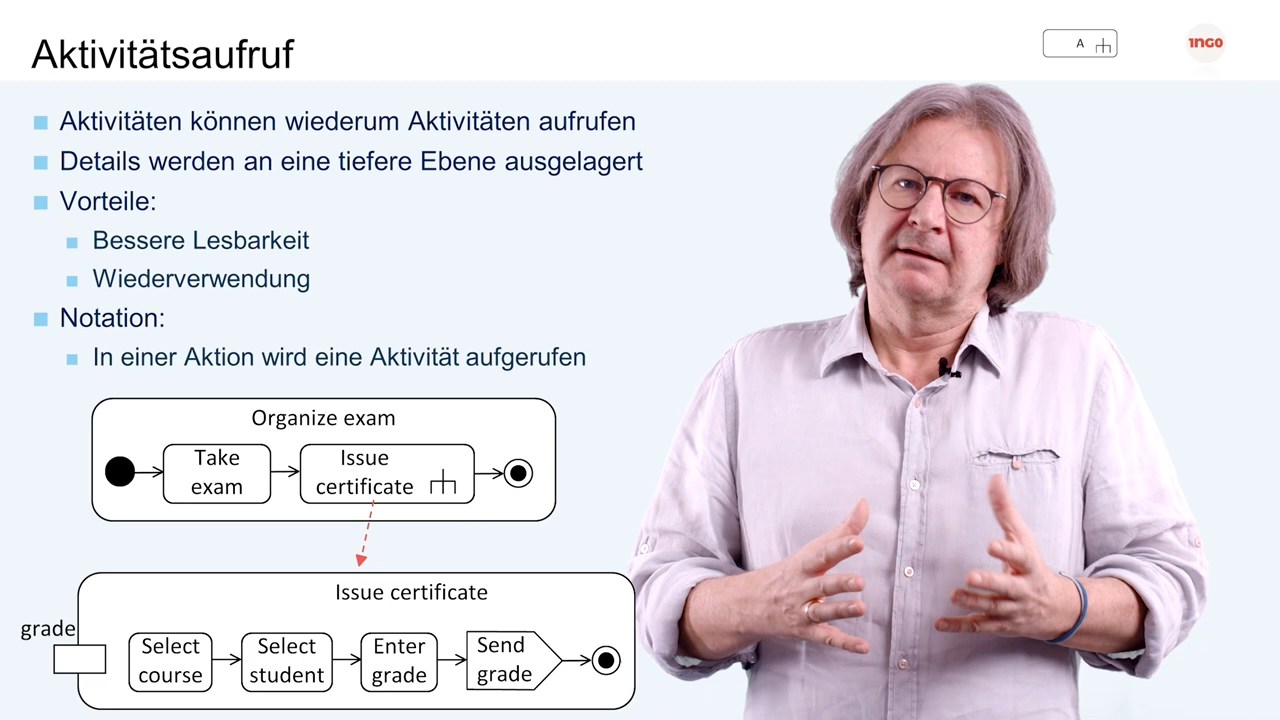 Aktivitätsaufruf
A
1NGO
Aktivitäten können wiederum Aktivitäten aufrufen
Details werden an eine tiefere Ebene ausgelagert
Vorteile:
Bessere Lesbarkeit
Wiederverwendung
Notation:
In einer Aktion wird eine Aktivität aufgerufen
Organize exam
Take
exam
Issue
certificate
Issue certificate
grade
Select
course
Select
student
Enter
grade
Send
grade